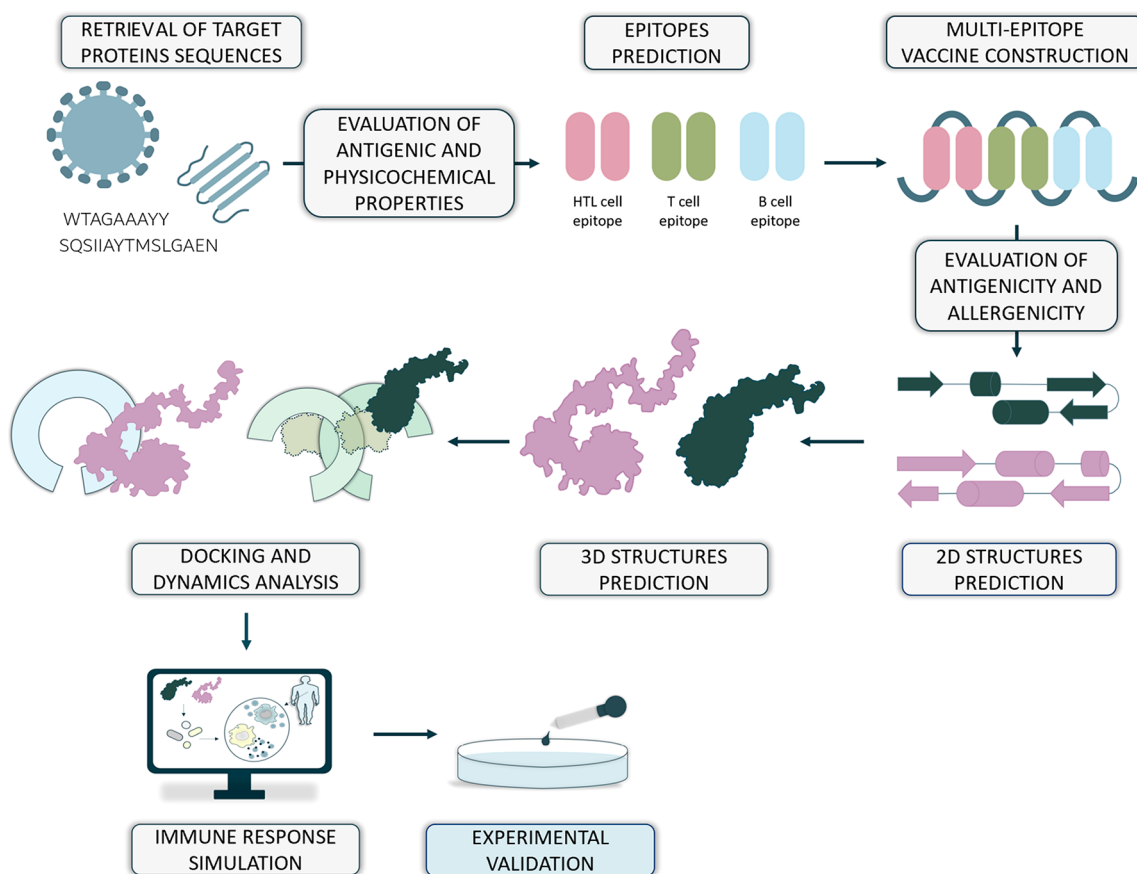 RETRIEVAL OF TARGET
PROTEINS SEQUENCES
WTAGAAAYY
SQSIIAYTMSLGAEN
EVALUATION OF
ANTIGENIC AND
PHYSICOCHEMICAL
PROPERTIES
EPITOPES
PREDICTION
HTL cell
epitope
T cell
epitope
B cell
epitope
MULTI-EPITOPE
VACCINE CONSTRUCTION
EVALUATION OF
ANTIGENICITY AND
ALLERGENICITY
2D STRUCTURES
PREDICTION
3D STRUCTURES
PREDICTION
DOCKING AND
DYNAMICS ANALYSIS
IMMUNE RESPONSE
SIMULATION
EXPERIMENTAL
VALIDATION